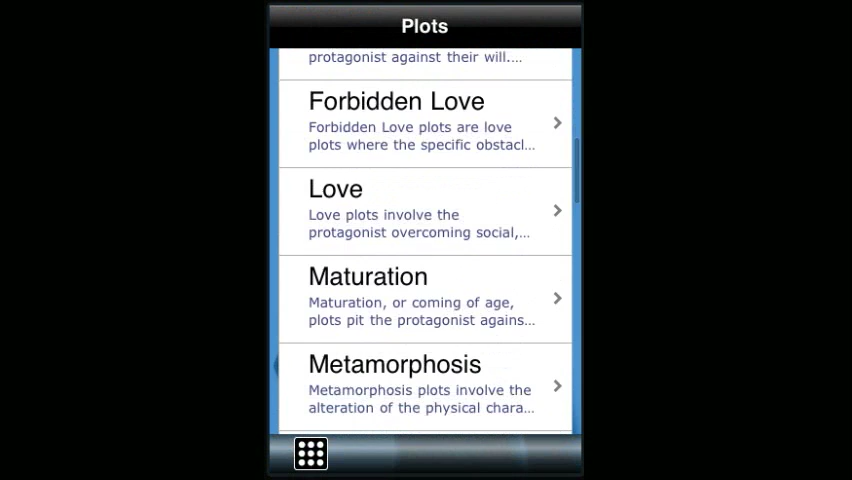 Plots
protagonist against their will....
Forbidden Love
Forbidden Love plots are love
plots where the specific obstacl...
Love
Love plots involve the
protagonist overcoming social,...
Maturation
Maturation, or coming of age,
plots pit the protagonist agains...
Metamorphosis
Metamorphosis plots involve the
alteration of the physical chara...